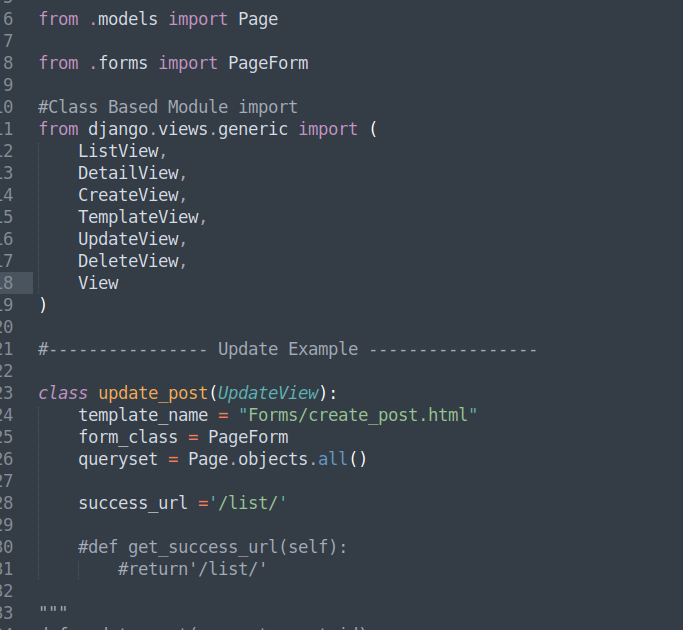 6 from .models import Page
7
8 from .forms import PageForm
9
10 #Class Based Module import
11 from django.views.generic import (
12     ListView,
13     DetailView,
14     CreateView,
15     TemplateView,
16     UpdateView,
17     DeleteView,
18     View
19 )
20
21 #---------------- Update Example -----------------
22
23 class update_post(UpdateView):
24     template_name = "Forms/create_post.html"
25     form_class = PageForm
26     queryset = Page.objects.all()
27
28     success_url ='/list/'
29
30     #def get_success_url(self):
31         #return'/list/'
32
33 """